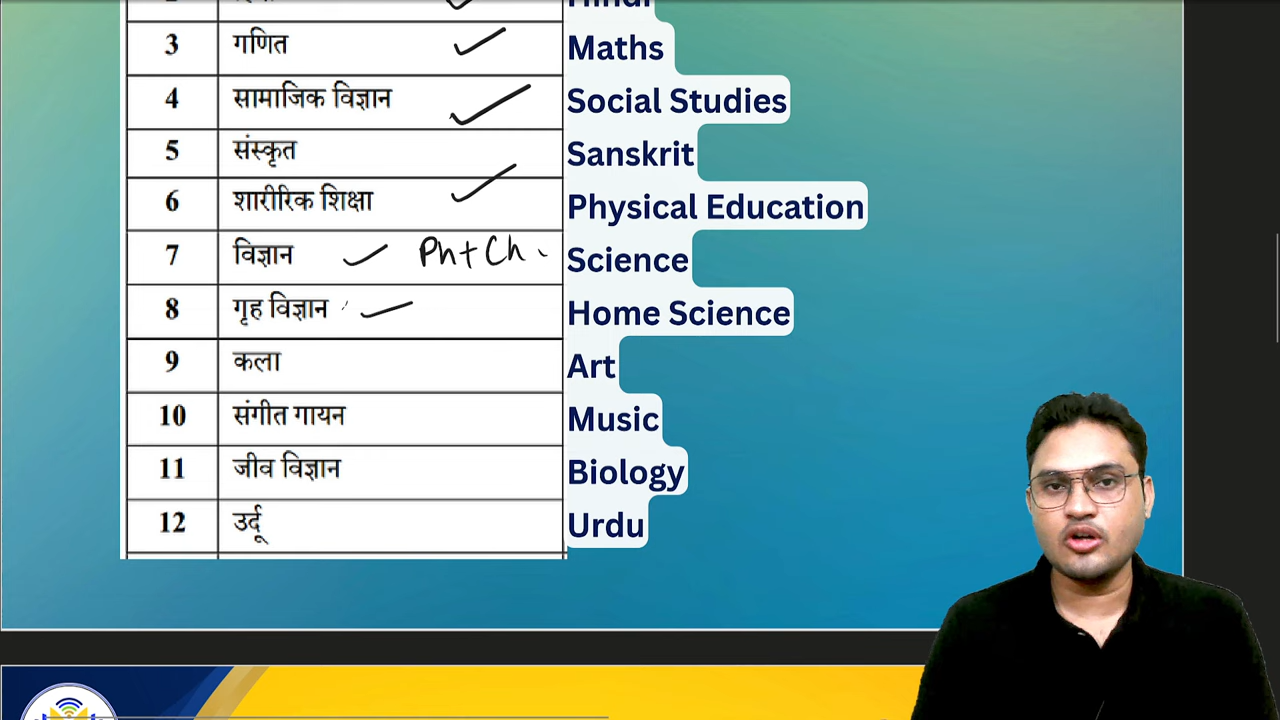 Hindi
3 गणित Maths
4 सामाजिक विज्ञान Social Studies
5 संस्कृत Sanskrit
6 शारीरिक शिक्षा Physical Education
7 विज्ञान Ph+Ch Science
8 गृह विज्ञान Home Science
9 कला Art
10 संगीत गायन Music
11 जीव विज्ञान Biology
12 उर्दू Urdu